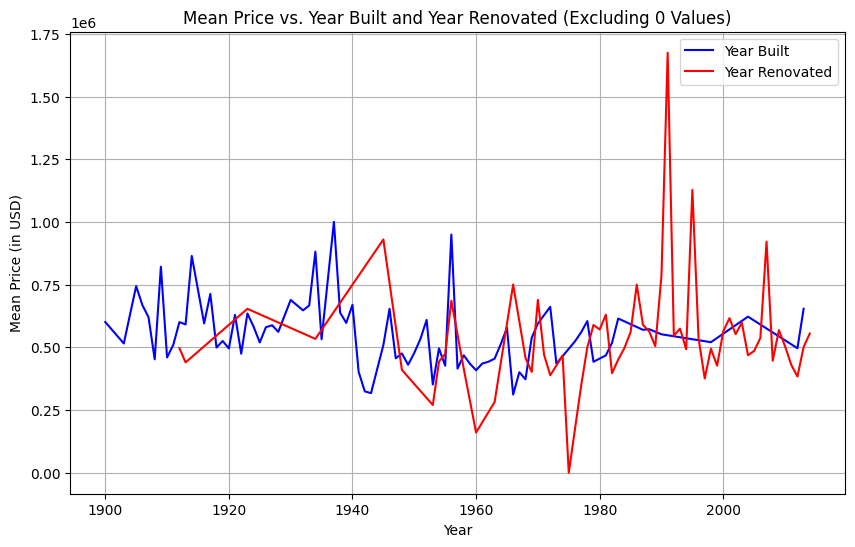 Mean Price vs. Year Built and Year Renovated (Excluding 0 Values)
1e6
Year Built
Year Renovated
1.75
1.50
1.25
1.00
0.75
0.50
0.25
0.00
Mean Price (in USD)
1900 1920 1940 1960 1980 2000
Year